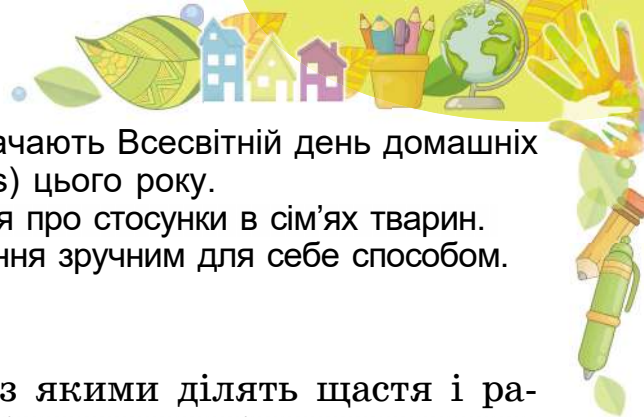 ачають Всесвітній день домашніх
s) цього року.
я про стосунки в сім'ях тварин.
ння зручним для себе способом.
з якими ділять щастя і ра-